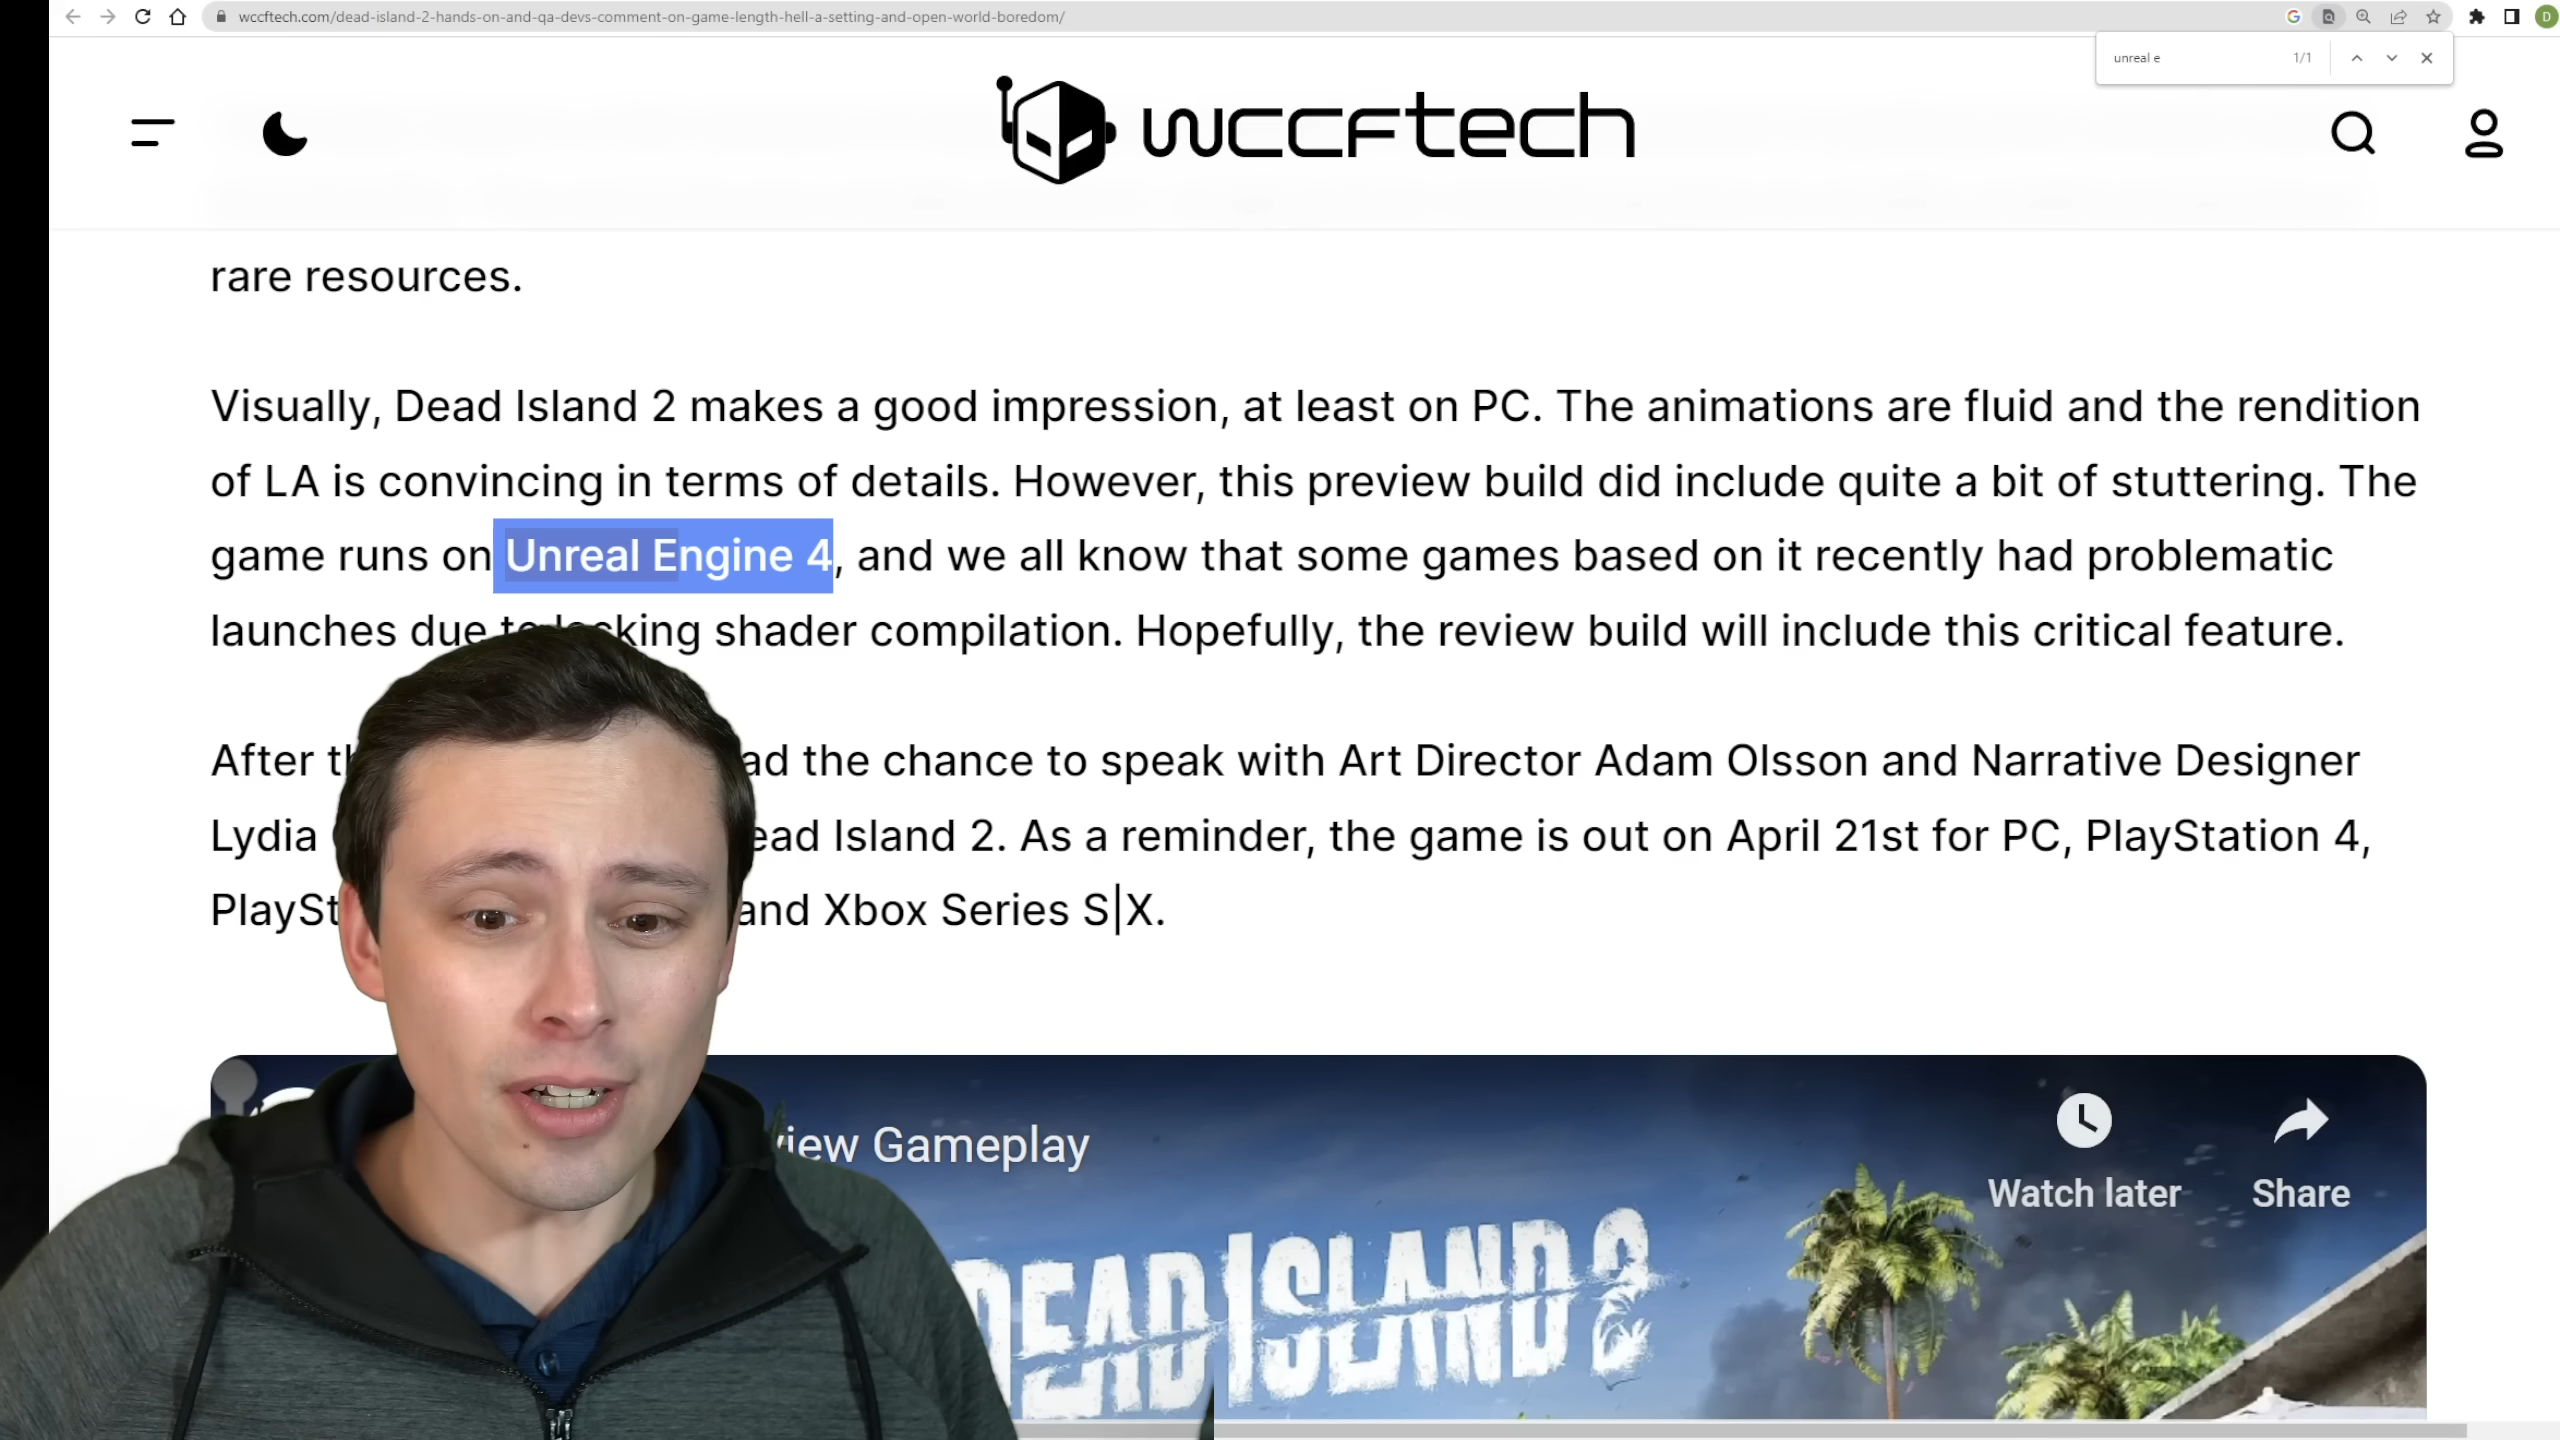 wccftech.com/dead-island-2-hands-on-and-qa-devs-comment-on-game-length-hell-a-setting-and-open-world-boredom/
D
unreal e 1/1
wccftech
rare resources.
Visually, Dead Island 2 makes a good impression, at least on PC. The animations are fluid and the rendition
of LA is convincing in terms of details. However, this preview build did include quite a bit of stuttering. The
game runs on Unreal Engine 4, and we all know that some games based on it recently had problematic
launches due to lacking shader compilation. Hopefully, the review build will include this critical feature.
After ad the chance to speak with Art Director Adam Olsson and Narrative Designer
Lydia ead Island 2. As a reminder, the game is out on April 21st for PC, PlayStation 4,
PlaySt and Xbox Series S|X.
view Gameplay
Watch later
Share
DEAD ISLAND 2